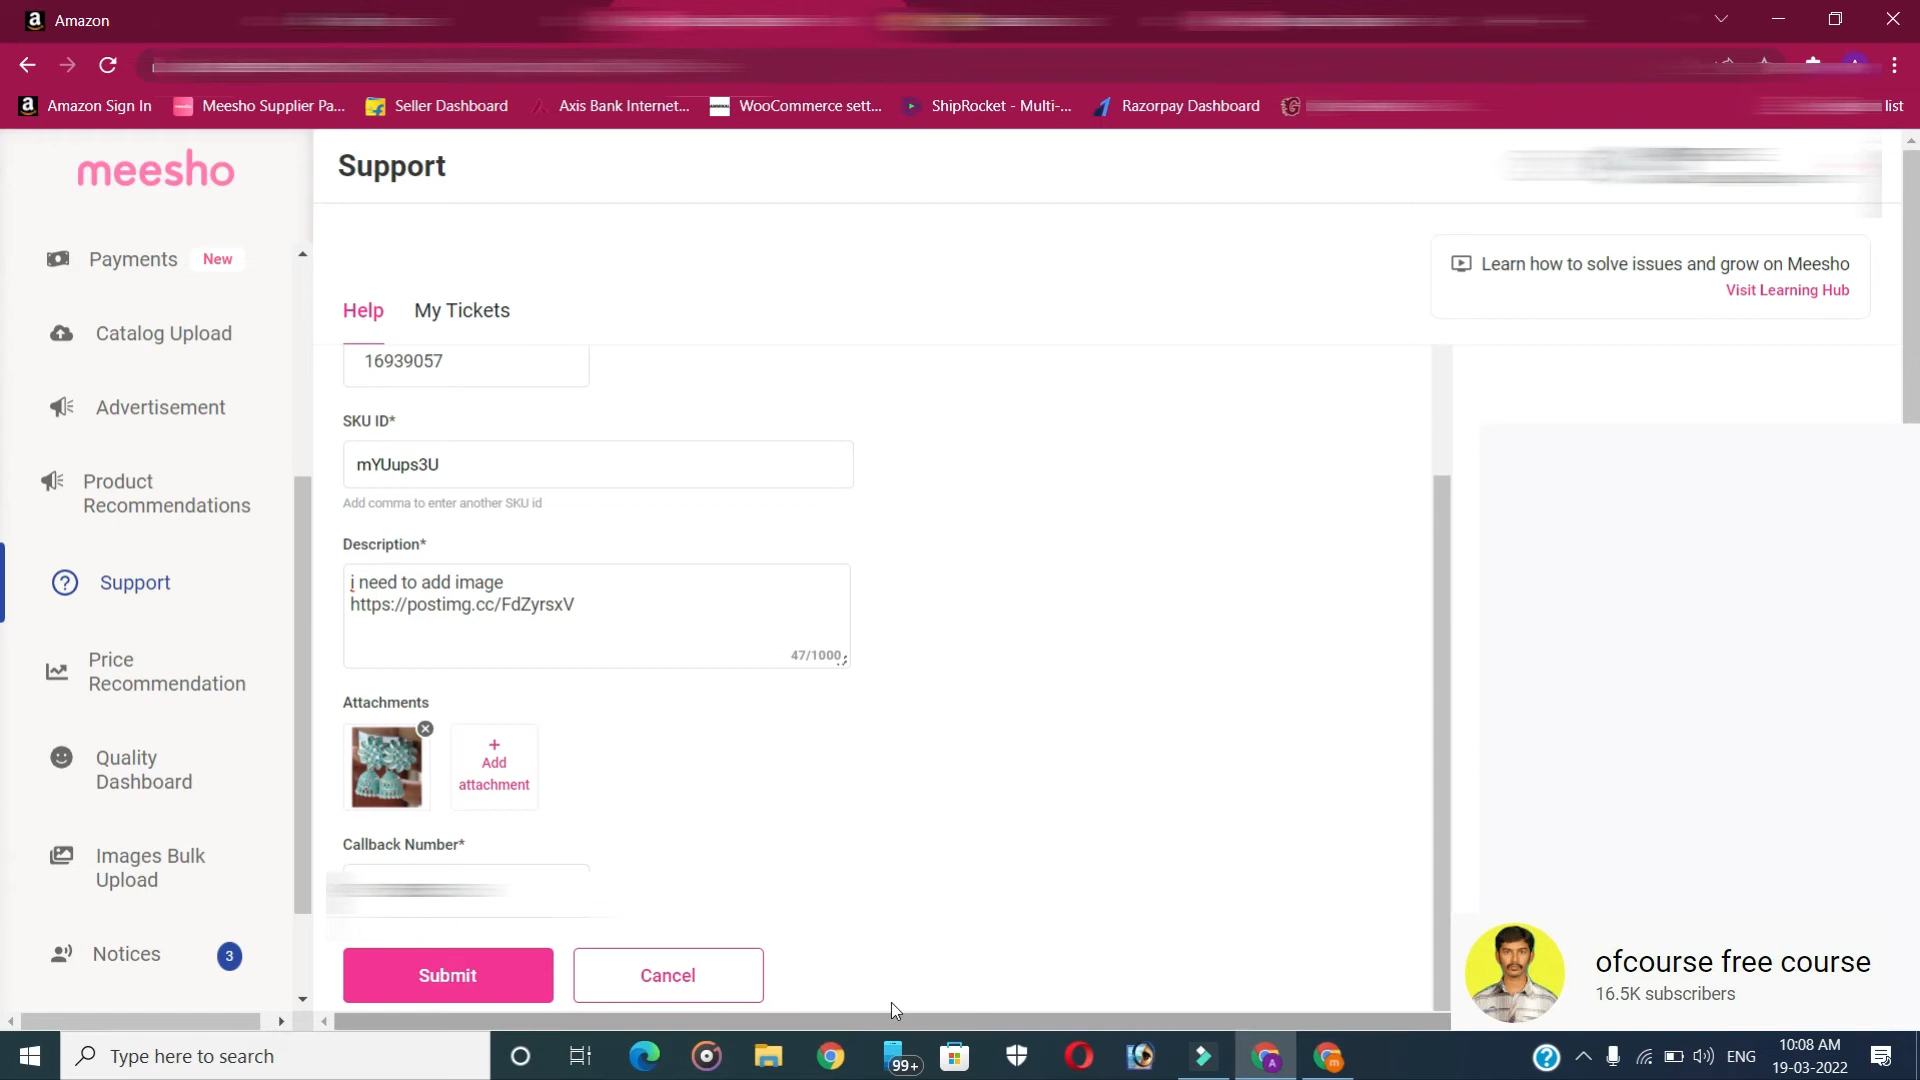 Amazon
Amazon Sign In
Meesho Supplier Pa...
Seller Dashboard
Axis Bank Internet...
WooCommerce sett...
ShipRocket - Multi-...
Razorpay Dashboard
list
meesho
Support
Payments New
Catalog Upload
Advertisement
Product
Recommendations
Support
Price
Recommendation
Quality
Dashboard
Images Bulk
Upload
Notices 3
Learn how to solve issues and grow on Meesho
Visit Learning Hub
Help My Tickets
16939057
SKU ID*
mYUups3U
Add comma to enter another SKU id
Description*
i need to add image
https://postimg.cc/FdZyrsxV
47/1000
Attachments
+
Add
attachment
Callback Number*
Submit
Cancel
ofcourse free course
16.5K subscribers
Type here to search
99+
ENG
10:08 AM
19-03-2022